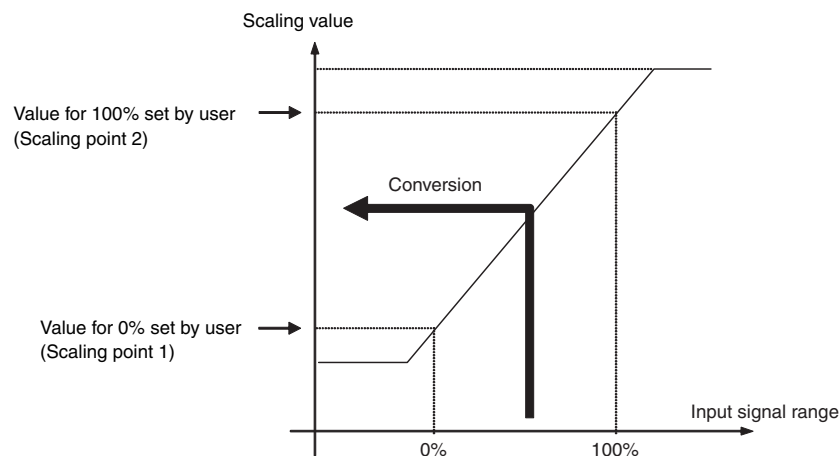 Scaling value
Value for 100% set by user
(Scaling point 2)
Conversion
Value for 0% set by user
(Scaling point 1)
Input signal range
0%
100%